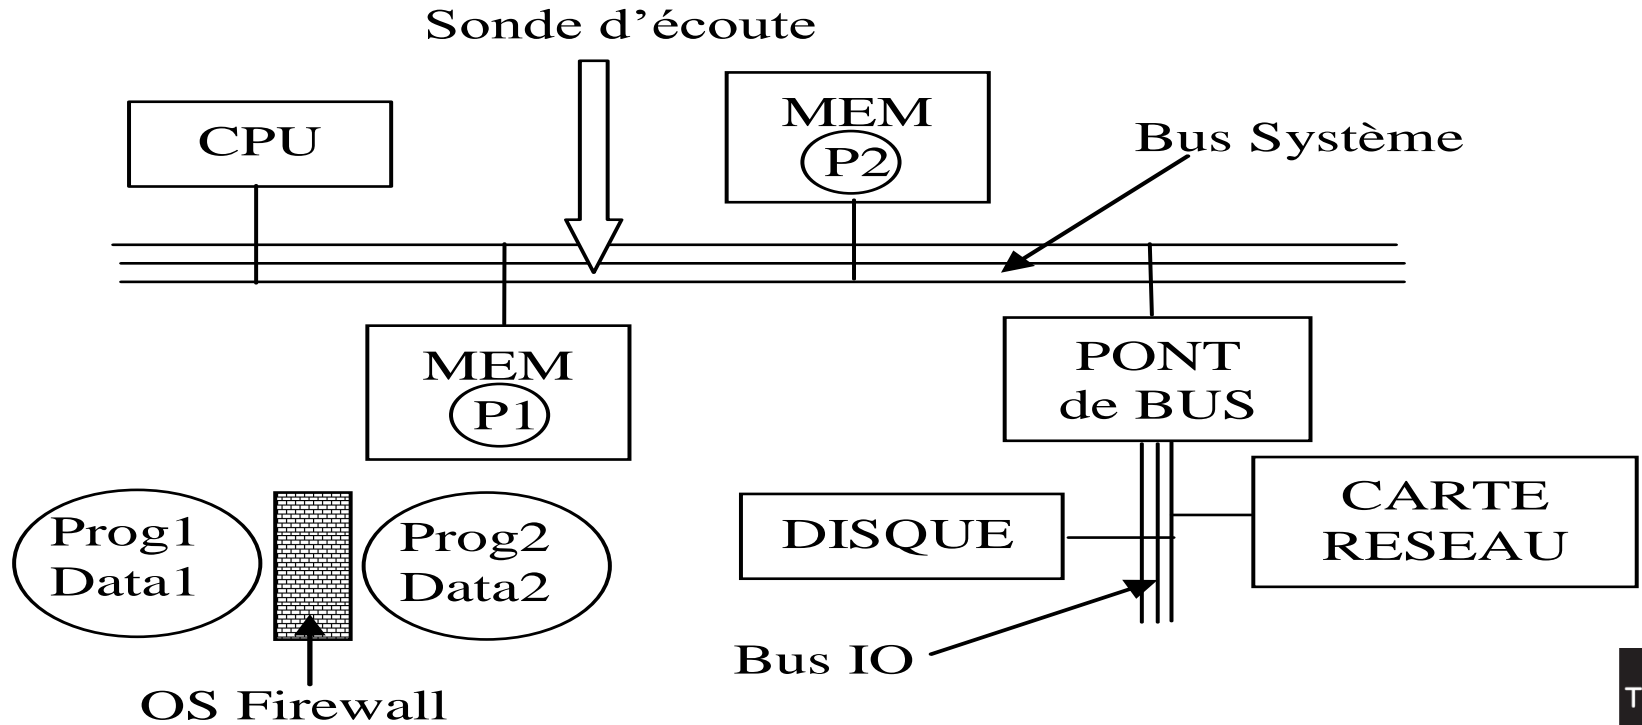 Sonde d'écoute
CPU
MEM
P2
Bus Système
MEM
P1
PONT
de BUS
Prog1
Data1
Prog2
Data2
DISQUE
CARTE
RESEAU
Bus IO
OS Firewall
T